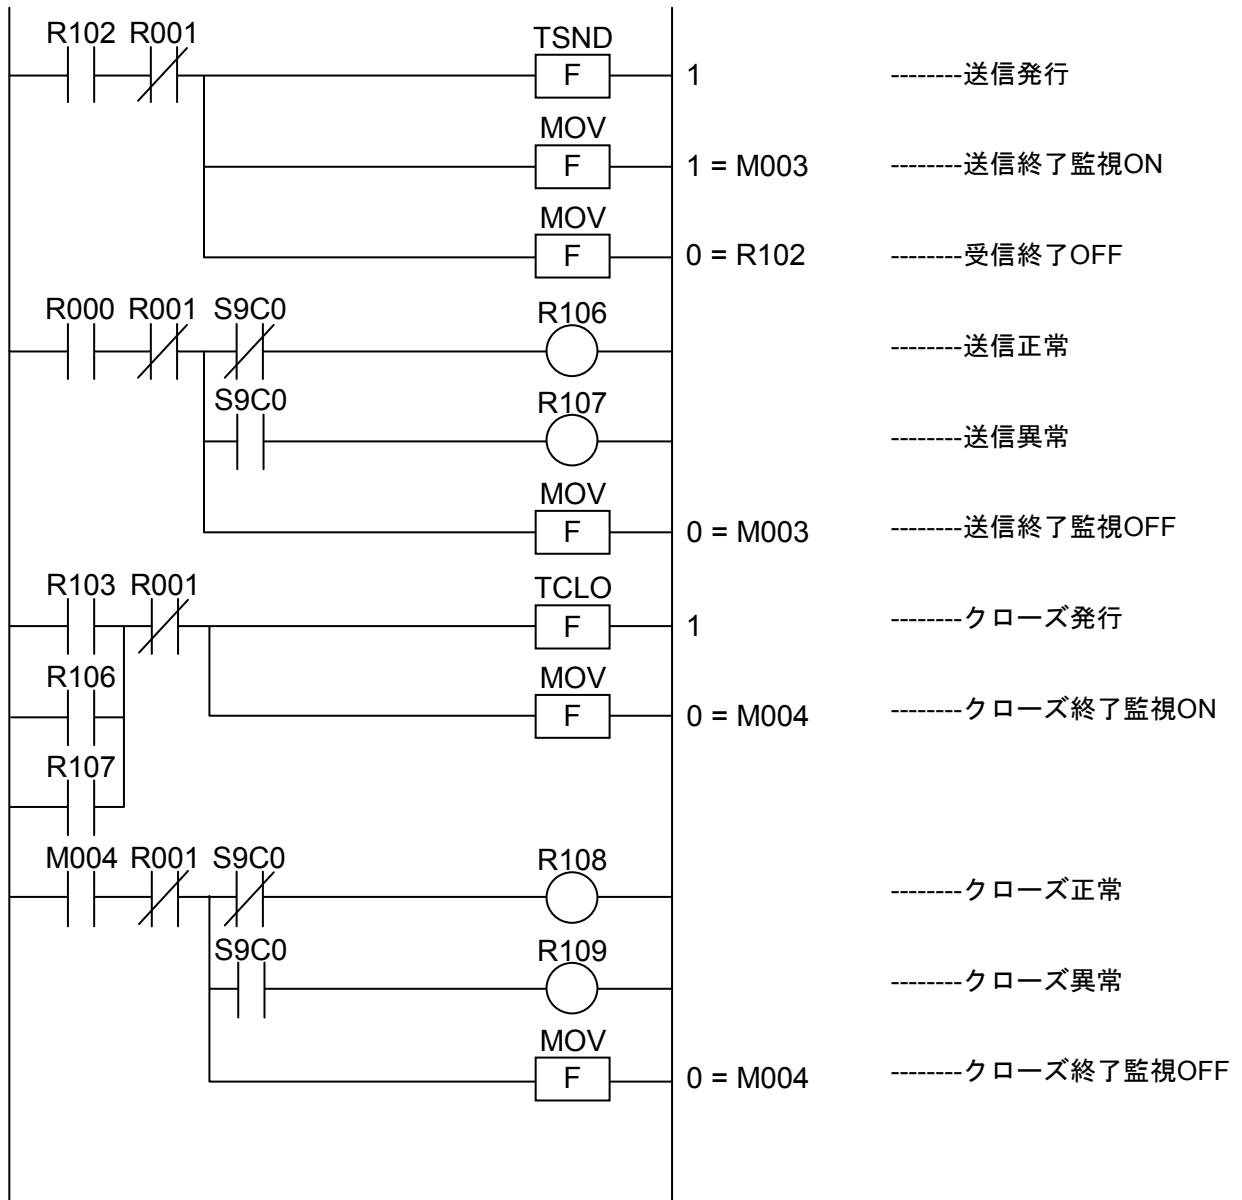 R102 R001 TSND
F 1 --------送信発行
MOV
F 1 = M003 --------送信終了監視ON
MOV
F 0 = R102 --------受信終了OFF
R000 R001 S9C0 R106
--------送信正常
S9C0 R107
--------送信異常
MOV
F 0 = M003 --------送信終了監視OFF
R103 R001 TCLO
F 1 --------クローズ発行
R106 MOV
F 0 = M004 --------クローズ終了監視ON
R107
M004 R001 S9C0 R108
--------クローズ正常
S9C0 R109
--------クローズ異常
MOV
F 0 = M004 --------クローズ終了監視OFF